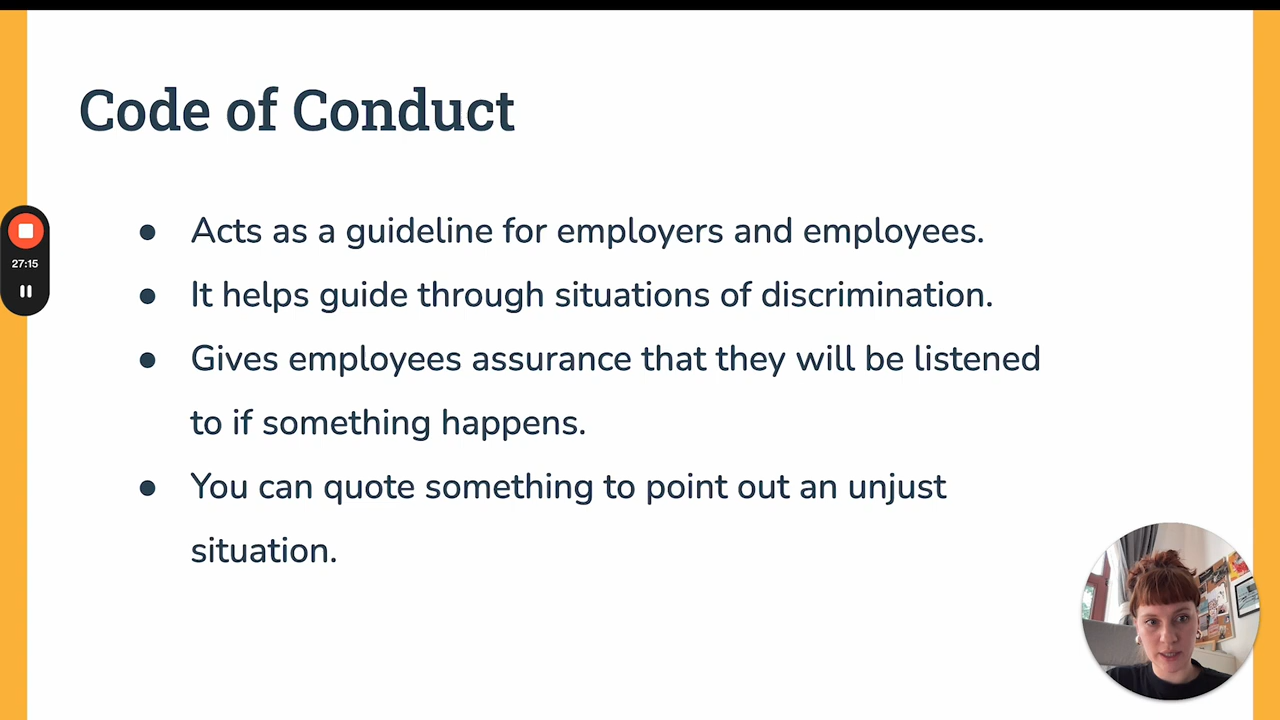 Code of Conduct
● Acts as a guideline for employers and employees.
● It helps guide through situations of discrimination.
● Gives employees assurance that they will be listened
to if something happens.
● You can quote something to point out an unjust
situation.
27:15